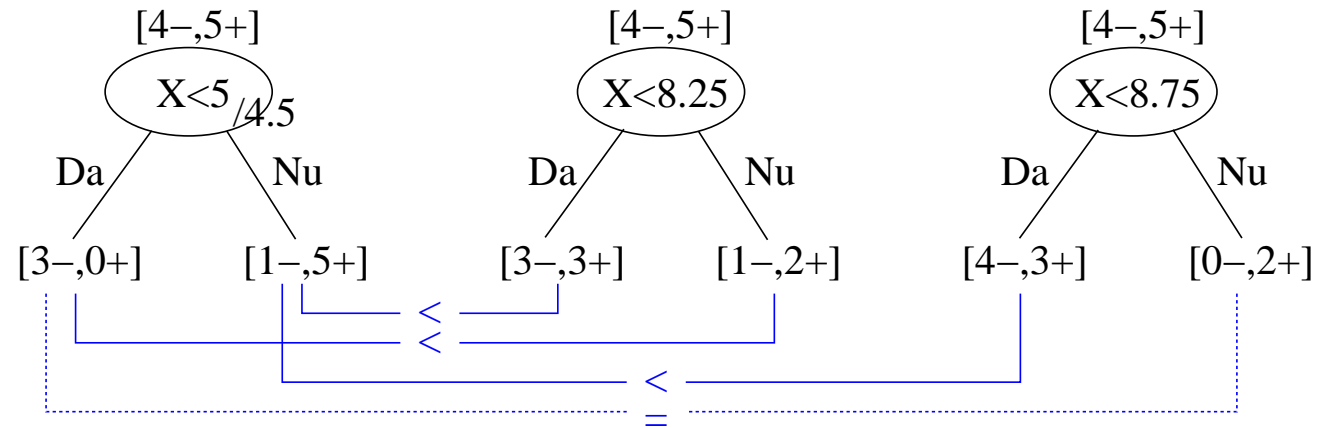 [4−,5+] [4−,5+] [4−,5+]
X<5 /4.5 X<8.25 X<8.75
Da Nu Da Nu Da Nu
[3−,0+] [1−,5+] [3−,3+] [1−,2+] [4−,3+] [0−,2+]
<
<
<
=